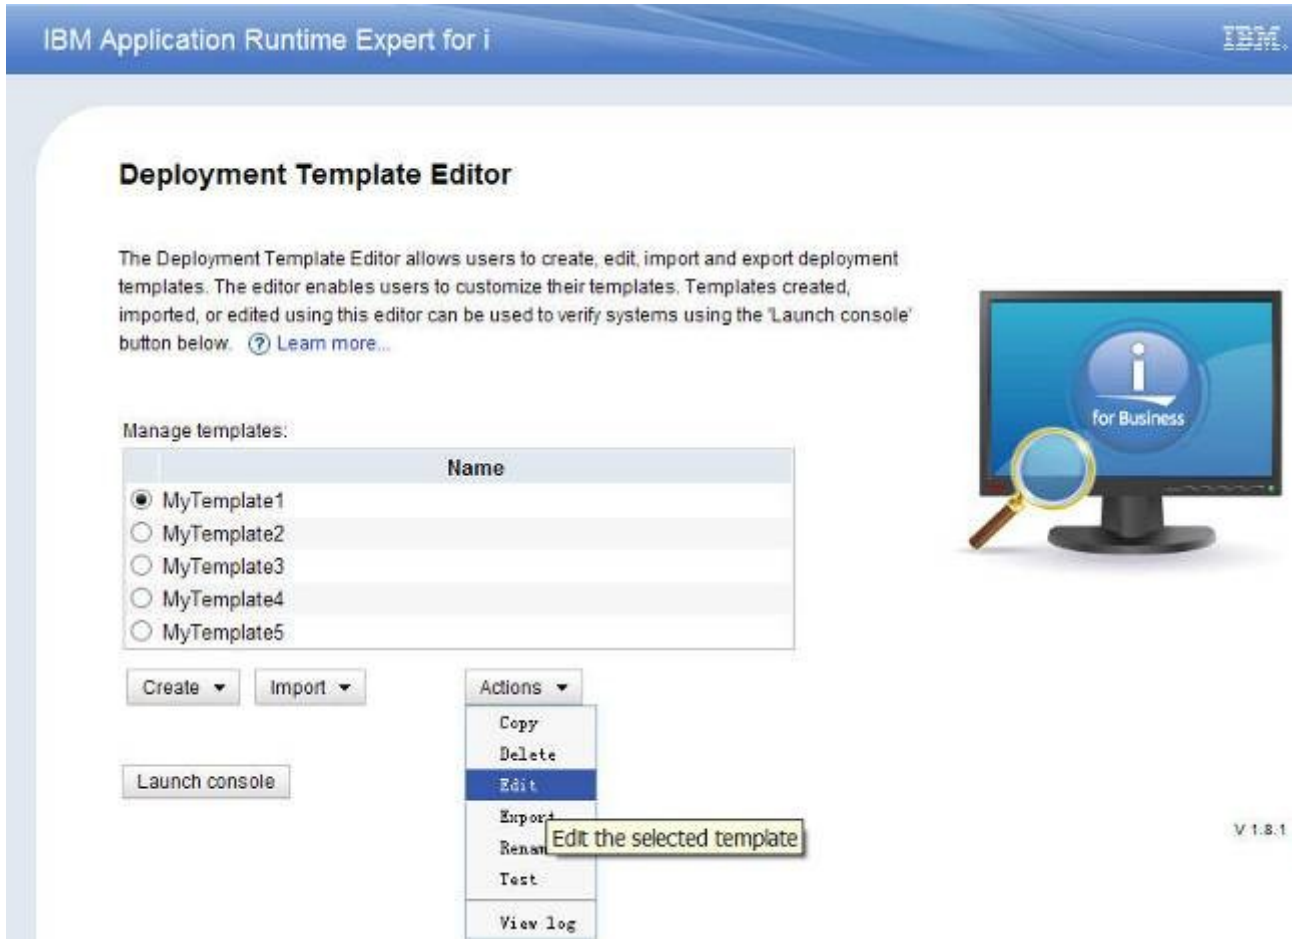 IBM Application Runtime Expert for i
IBM.
Deployment Template Editor
The Deployment Template Editor allows users to create, edit, import and export deployment
templates. The editor enables users to customize their templates. Templates created,
imported, or edited using this editor can be used to verify systems using the 'Launch console'
button below. ? Learn more...
i
for Business
Manage templates:
Name
MyTemplate1
MyTemplate2
MyTemplate3
MyTemplate4
MyTemplate5
Create
Import
Actions
Copy
Delete
Edit
Export
Edit the selected template
Renam
Test
View log
Launch console
V 1.8.1